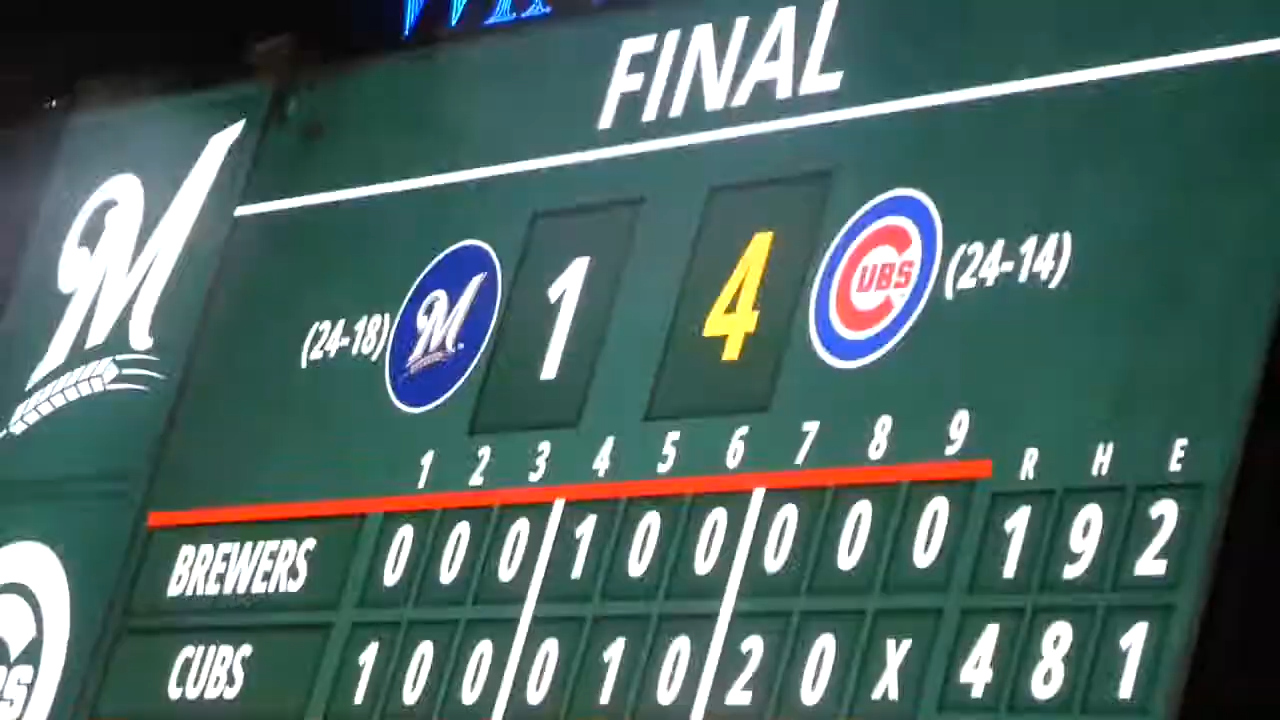 FINAL
(24-18) M 1 4 CUBS (24-14)
1 2 3 4 5 6 7 8 9 R H E
BREWERS 0 0 0 1 0 0 0 0 0 1 9 2
CUBS 1 0 0 0 1 0 2 0 X 4 8 1
M